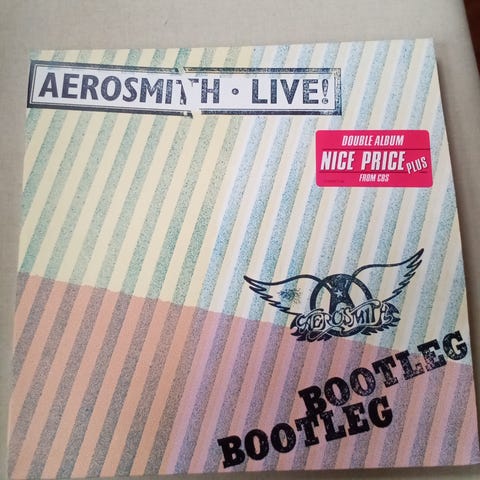 AEROSMITH · LIVE!
DOUBLE ALBUM
NICE PRICE PLUS
FROM CBS
AEROSMITH
BOOTLEG
BOOTLEG